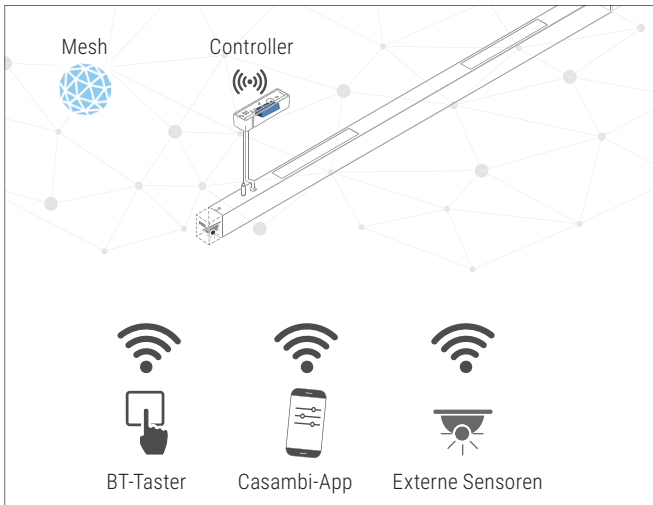 Mesh
Controller
BT-Taster
Casambi-App
Externe Sensoren